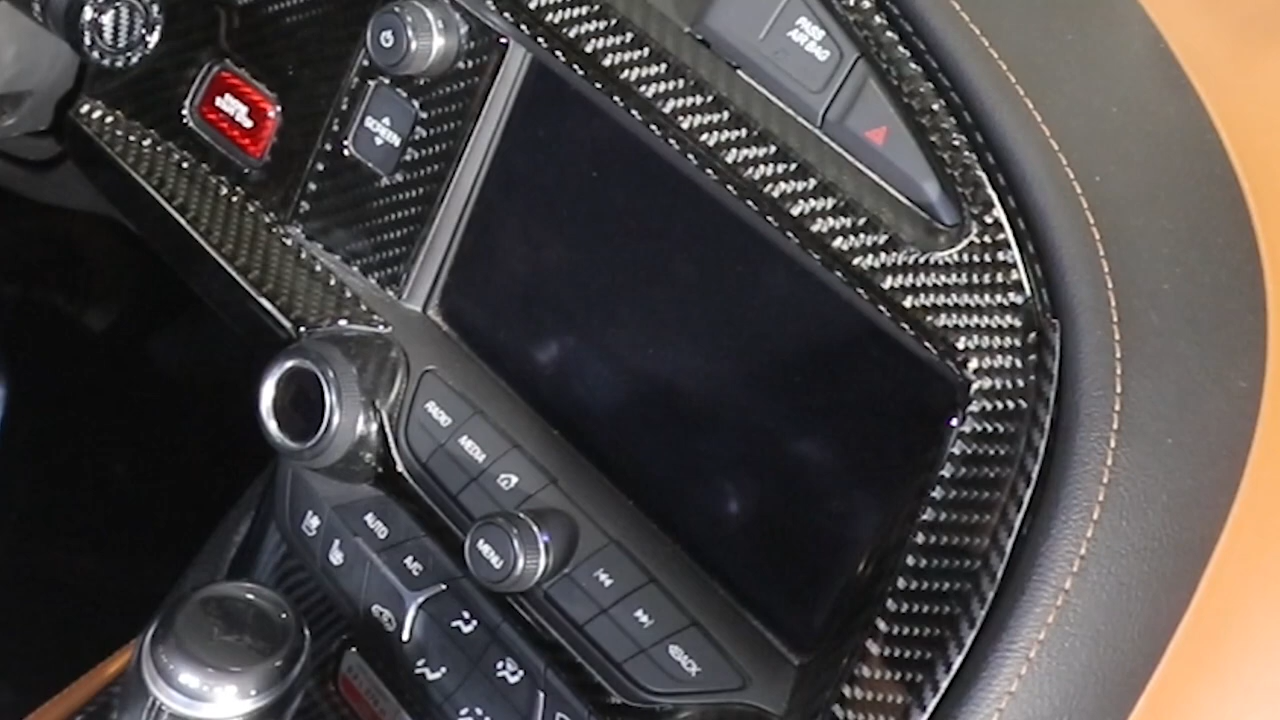 PASS
AIR BAG
SCREEN
RADIO
MEDIA
MENU
AUTO
A/C
BACK